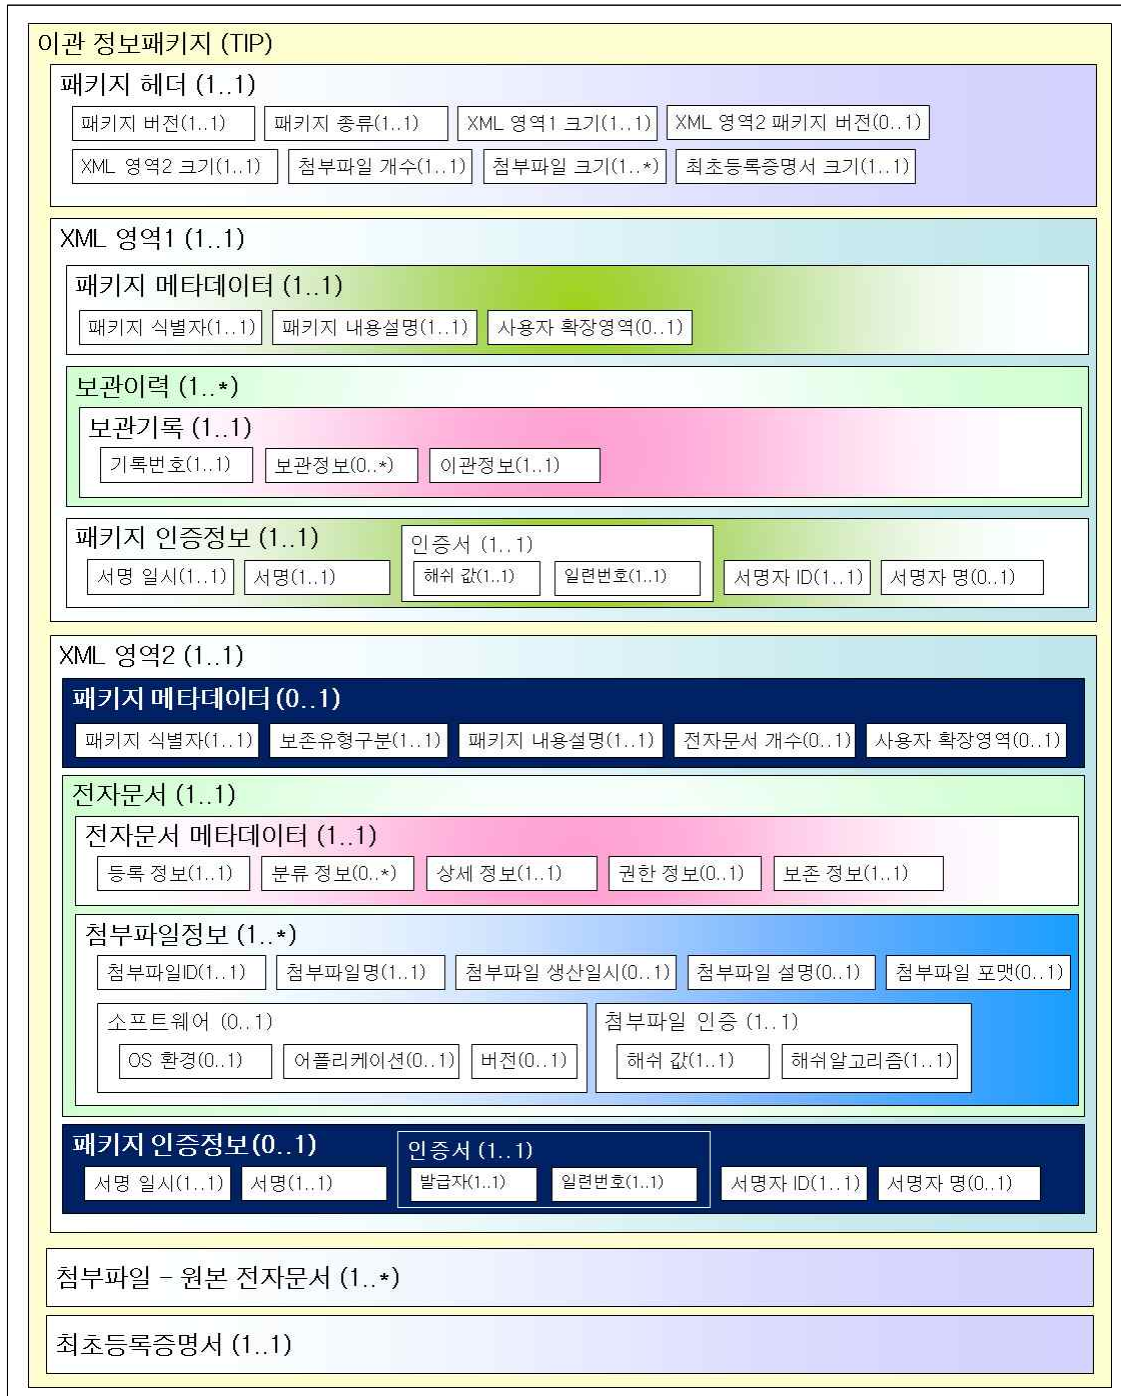 이관 정보패키지 (TIP)
패키지 헤더 (1..1)
패키지 버전(1..1) 패키지 종류(1..1) XML 영역1 크기(1..1) XML 영역2 패키지 버전(0..1)
XML 영역2 크기(1..1) 첨부파일 개수(1..1) 첨부파일 크기(1..*) 최초등록증명서 크기(1..1)
XML 영역1 (1..1)
패키지 메타데이터 (1..1)
패키지 식별자(1..1) 패키지 내용설명(1..1) 사용자 확장영역(0..1)
보관이력 (1..*)
보관기록 (1..1)
기록번호(1..1) 보관정보(0..*) 이관정보(1..1)
패키지 인증정보 (1..1) 인증서 (1..1)
서명 일시(1..1) 서명(1..1) 해쉬 값(1..1) 일련번호(1..1) 서명자 ID(1..1) 서명자 명(0..1)
XML 영역2 (1..1)
패키지 메타데이터 (0..1)
패키지 식별자(1..1) 보존유형구분(1..1) 패키지 내용설명(1..1) 전자문서 개수(0..1) 사용자 확장영역(0..1)
전자문서 (1..1)
전자문서 메타데이터 (1..1)
등록 정보(1..1) 분류 정보(0..*) 상세 정보(1..1) 권한 정보(0..1) 보존 정보(1..1)
첨부파일정보 (1..*)
첨부파일ID(1..1) 첨부파일명(1..1) 첨부파일 생산일시(0..1) 첨부파일 설명(0..1) 첨부파일 포맷(0..1)
소프트웨어 (0..1) 첨부파일 인증 (1..1)
OS 환경(0..1) 어플리케이션(0..1) 버전(0..1) 해쉬 값(1..1) 해쉬알고리즘(1..1)
패키지 인증정보(0..1) 인증서 (1..1)
서명 일시(1..1) 서명(1..1) 발급자(1..1) 일련번호(1..1) 서명자 ID(1..1) 서명자 명(0..1)
첨부파일 - 원본 전자문서 (1..*)
최초등록증명서 (1..1)